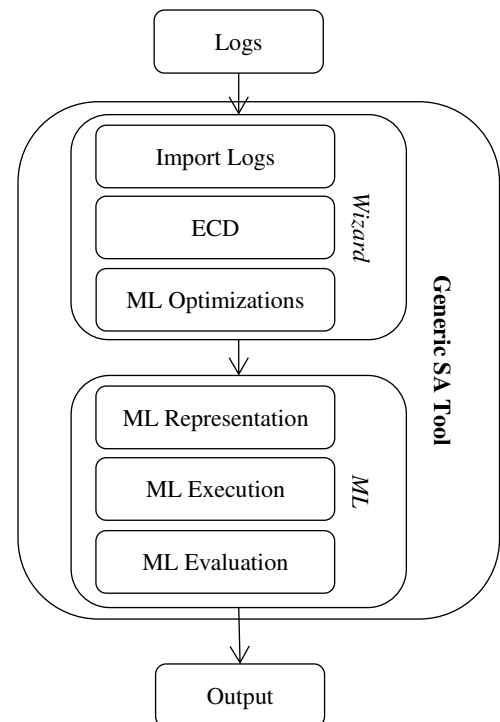 Logs
Import Logs
ECD
ML Optimizations
Wizard
ML Representation
ML Execution
ML Evaluation
ML
Generic SA Tool
Output